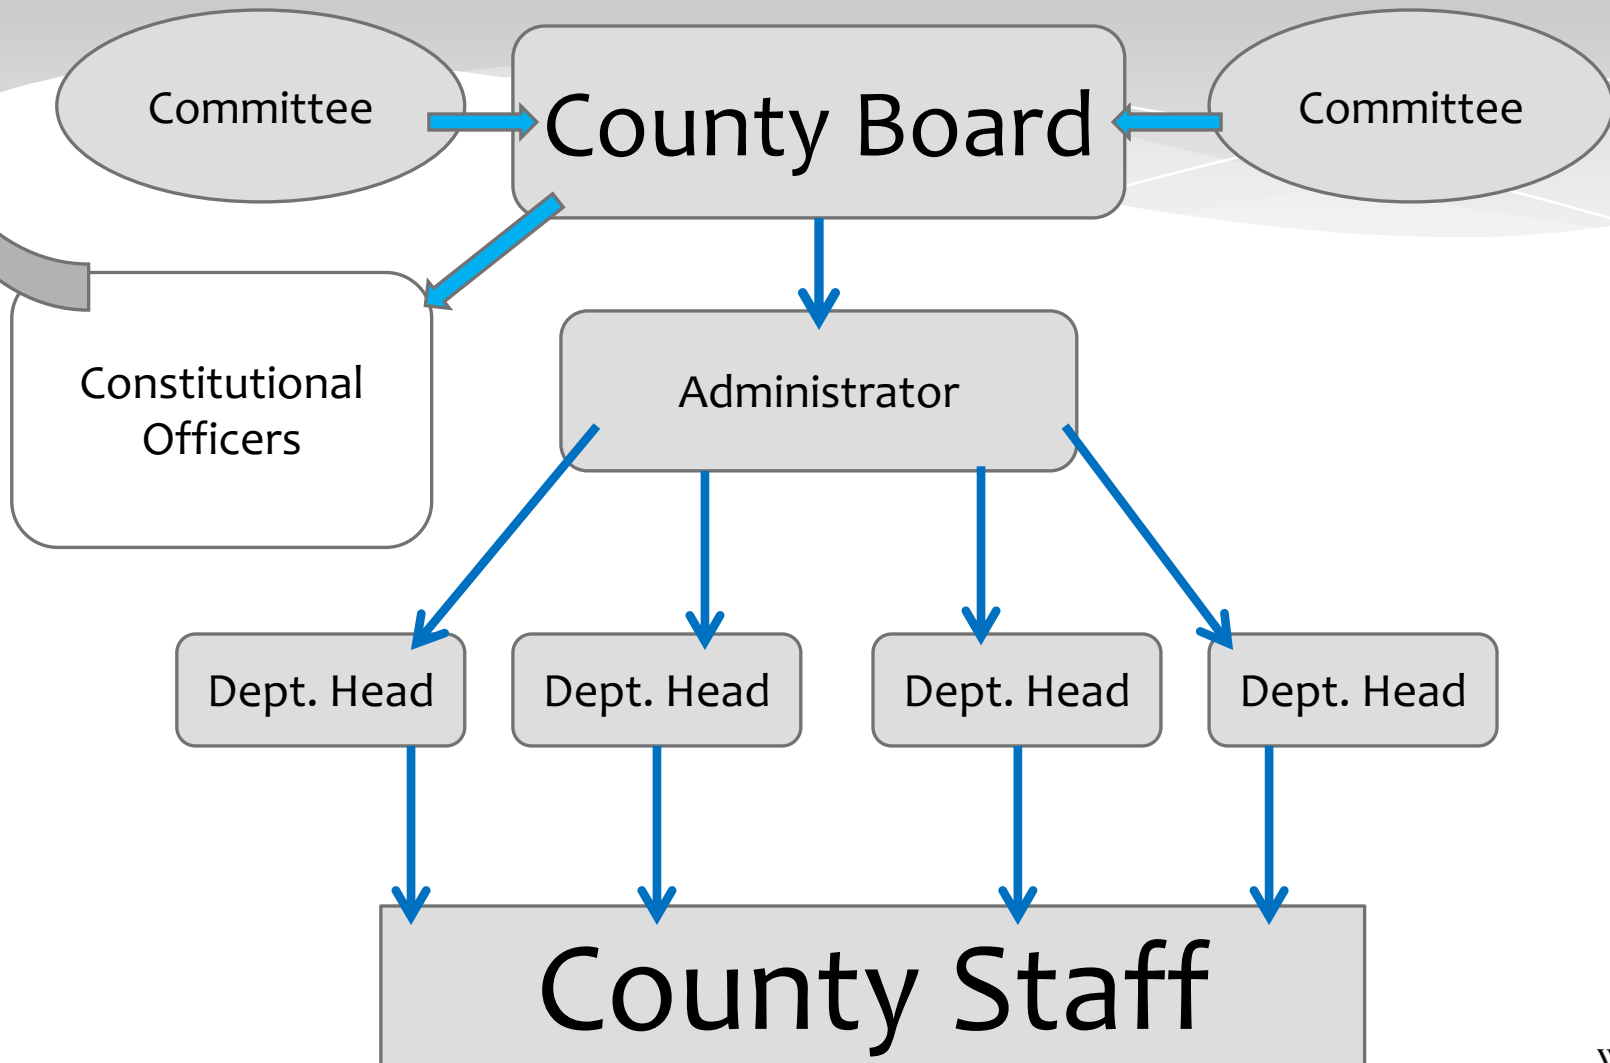 Committee
County Board
Committee
Constitutional
Officers
Administrator
Dept. Head
Dept. Head
Dept. Head
Dept. Head
County Staff